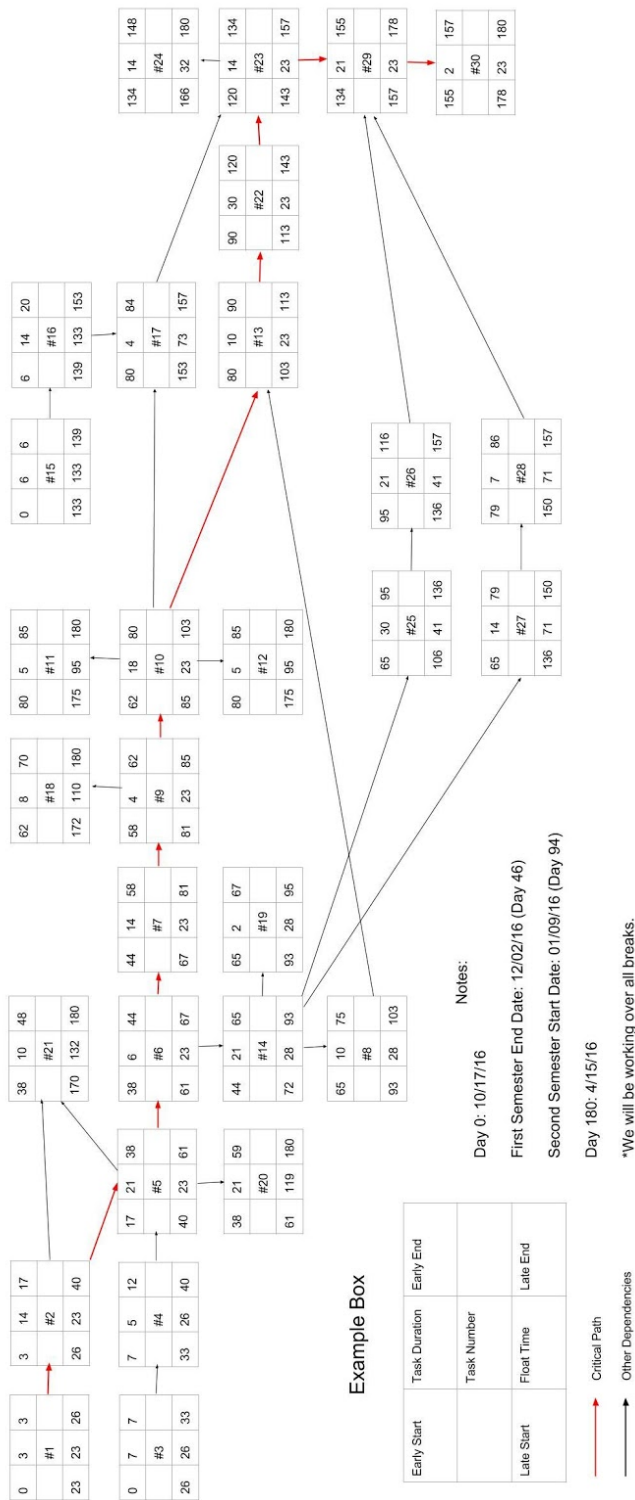 0 3 3
#1
23 23 26
3 14 17
#2
26 23 40
0 7 7
#3
26 26 33
7 5 12
#4
33 26 40
38 10 48
#21
170 132 180
17 21 38
#5
40 23 61
38 21 59
#20
61 119 180
38 6 44
#6
61 23 67
44 14 58
#7
67 23 81
44 21 65
#14
72 28 93
65 2 67
#19
93 28 95
65 10 75
#8
93 28 103
62 8 70
#18
172 110 180
58 4 62
#9
81 23 85
80 5 85
#11
175 95 180
62 18 80
#10
85 23 103
80 5 85
#12
175 95 180
0 6 6
#15
133 133 139
6 14 20
#16
139 133 153
80 4 84
#17
153 73 157
80 10 90
#13
103 23 113
90 30 120
#22
113 23 143
65 30 95
#25
106 41 136
95 21 116
#26
136 41 157
65 14 79
#27
136 71 150
79 7 86
#28
150 71 157
134 14 148
#24
166 32 180
120 14 134
#23
143 23 157
134 21 155
#29
157 23 178
155 2 157
#30
178 23 180
Example Box
Early Start Task Duration Early End
Task Number
Late Start Float Time Late End
Critical Path
Other Dependencies
Notes:
Day 0: 10/17/16
First Semester End Date: 12/02/16 (Day 46)
Second Semester Start Date: 01/09/16 (Day 94)
Day 180: 4/15/16
*We will be working over all breaks.